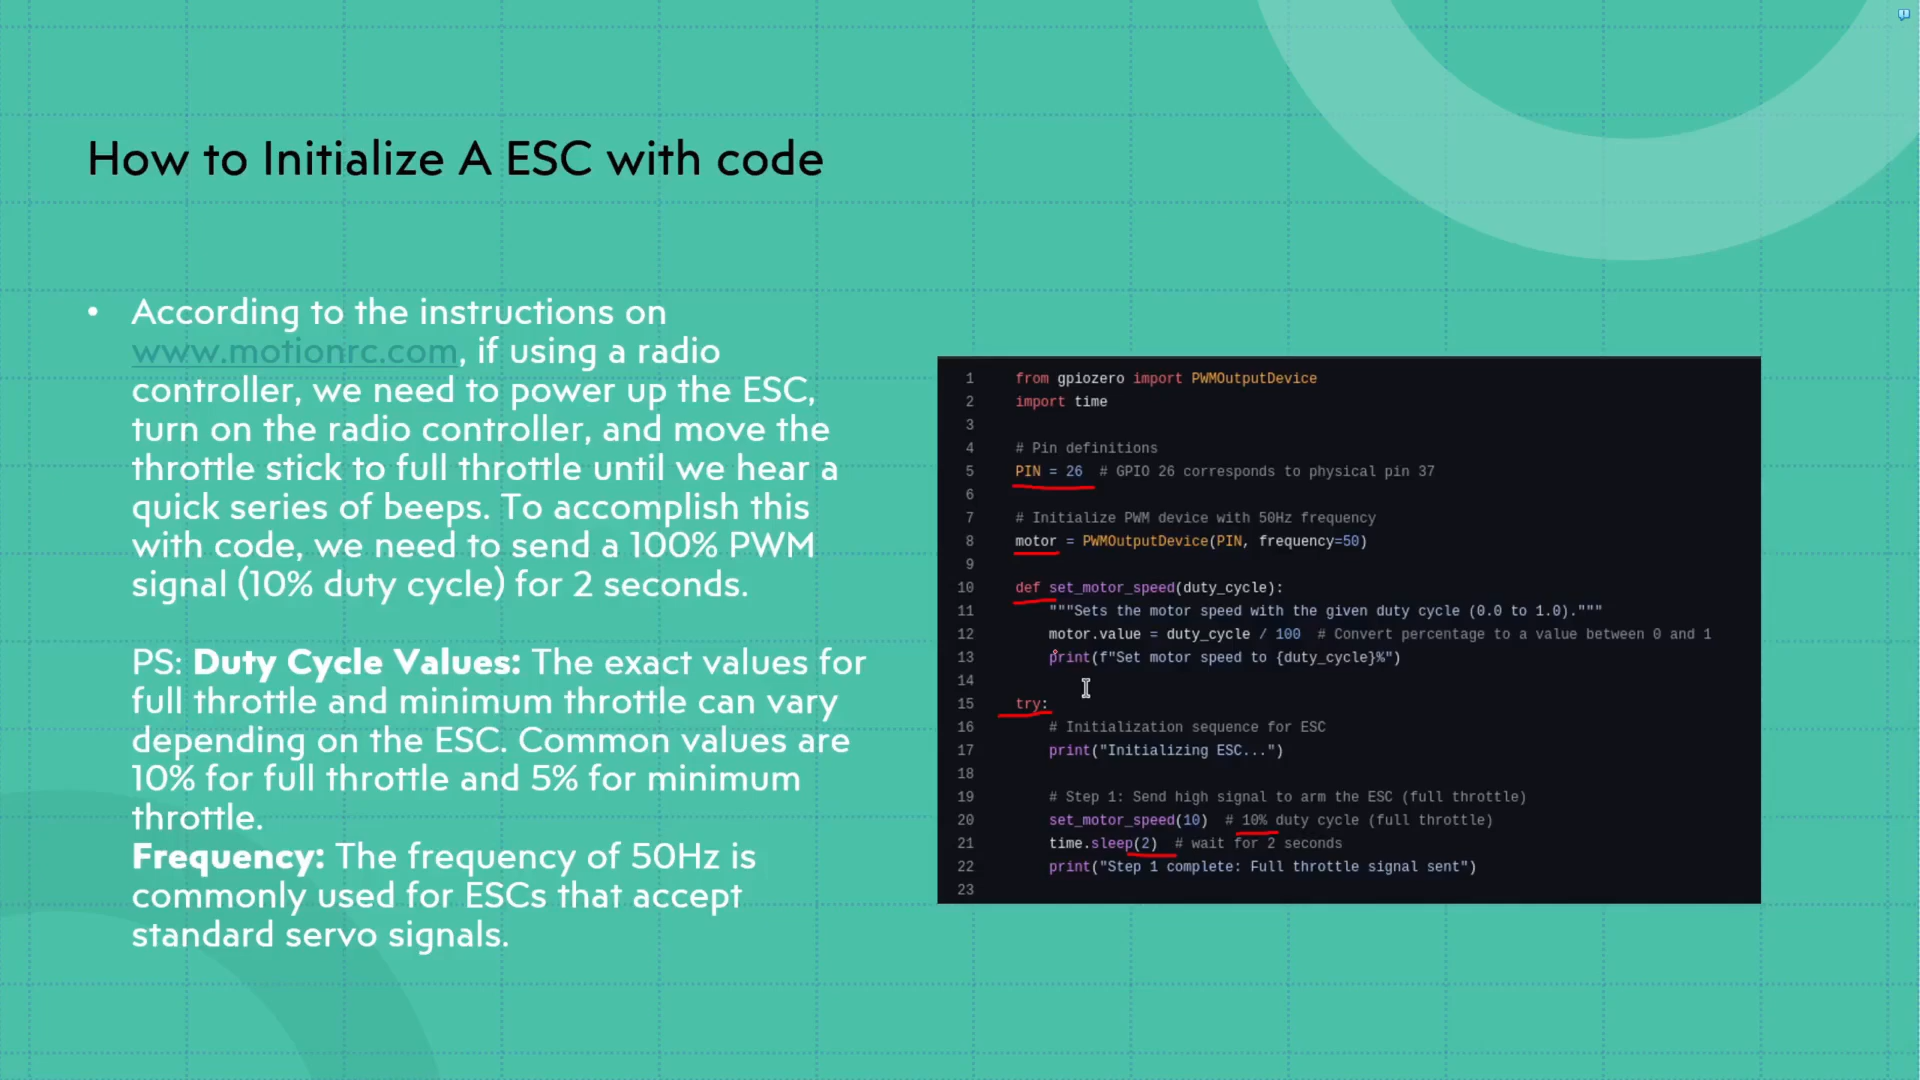 How to Initialize A ESC with code
• According to the instructions on
www.motionrc.com, if using a radio
controller, we need to power up the ESC,
turn on the radio controller, and move the
throttle stick to full throttle until we hear a
quick series of beeps. To accomplish this
with code, we need to send a 100% PWM
signal (10% duty cycle) for 2 seconds.
PS: Duty Cycle Values: The exact values for
full throttle and minimum throttle can vary
depending on the ESC. Common values are
10% for full throttle and 5% for minimum
throttle.
Frequency: The frequency of 50Hz is
commonly used for ESCs that accept
standard servo signals.
1 from gpiozero import PWMOutputDevice
2 import time
3
4 # Pin definitions
5 PIN = 26 # GPIO 26 corresponds to physical pin 37
6
7 # Initialize PWM device with 50Hz frequency
8 motor = PWMOutputDevice(PIN, frequency=50)
9
10 def set_motor_speed(duty_cycle):
11 """Sets the motor speed with the given duty cycle (0.0 to 1.0)."""
12 motor.value = duty_cycle / 100 # Convert percentage to a value between 0 and 1
13 print(f"Set motor speed to {duty_cycle}%")
14
15 try:
16 # Initialization sequence for ESC
17 print("Initializing ESC...")
18
19 # Step 1: Send high signal to arm the ESC (full throttle)
20 set_motor_speed(10) # 10% duty cycle (full throttle)
21 time.sleep(2) # wait for 2 seconds
22 print("Step 1 complete: Full throttle signal sent")
23